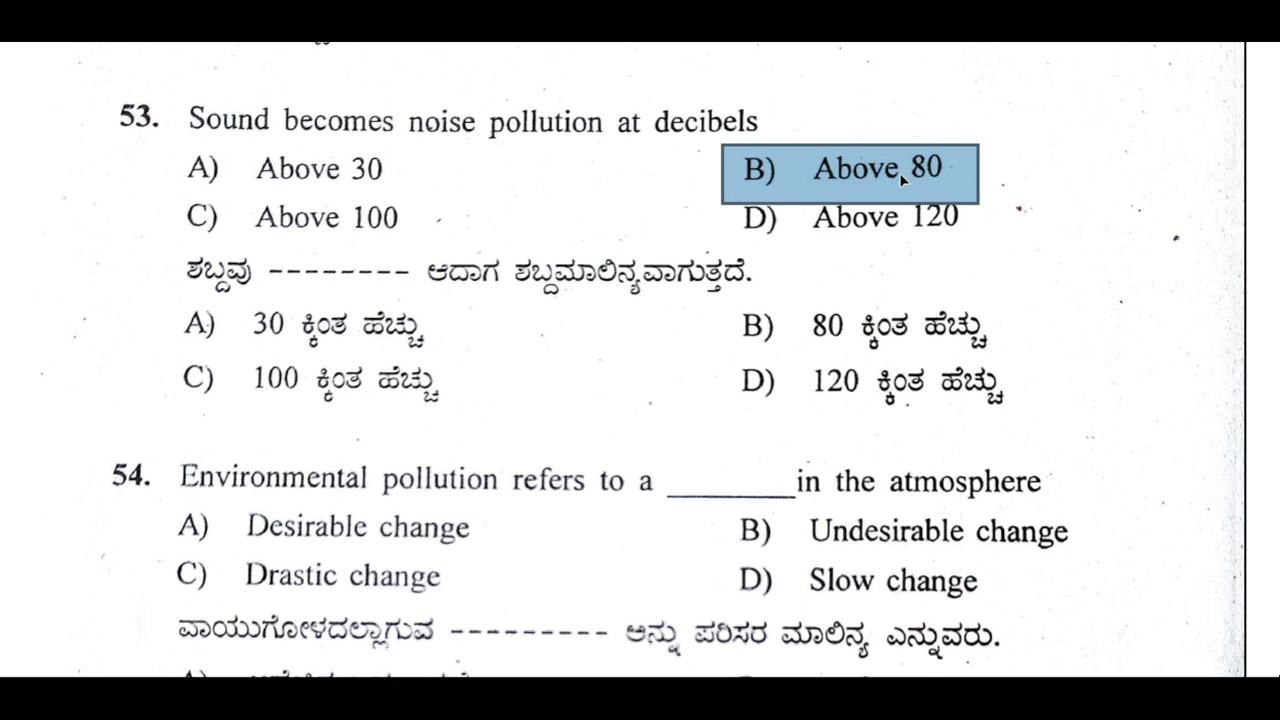 53. Sound becomes noise pollution at decibels
A) Above 30 B) Above 80
C) Above 100 D) Above 120
ಶಬ್ದವು -------- ಆದಾಗ ಶಬ್ದಮಾಲಿನ್ಯವಾಗುತ್ತದೆ.
A) 30 ಕ್ಕಿಂತ ಹೆಚ್ಚು B) 80 ಕ್ಕಿಂತ ಹೆಚ್ಚು
C) 100 ಕ್ಕಿಂತ ಹೆಚ್ಚು D) 120 ಕ್ಕಿಂತ ಹೆಚ್ಚು
54. Environmental pollution refers to a ________ in the atmosphere
A) Desirable change B) Undesirable change
C) Drastic change D) Slow change
ವಾಯುಗೋಳದಲ್ಲಾಗುವ --------- ಅನ್ನು ಪರಿಸರ ಮಾಲಿನ್ಯ ಎನ್ನುವರು.